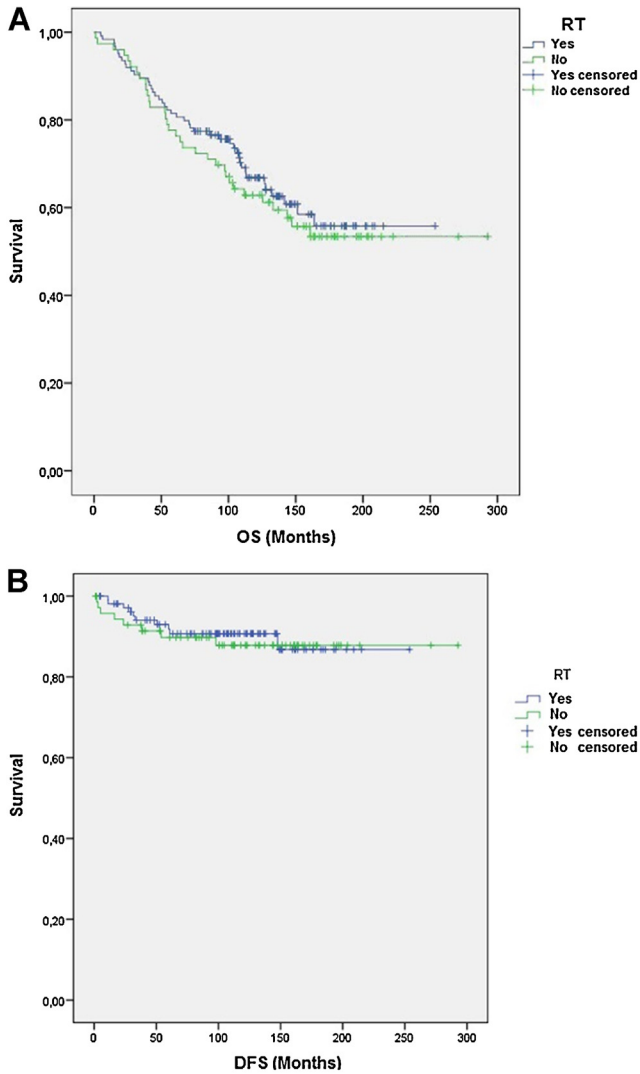 A
RT
Yes
No
Yes censored
No censored
1,00
0,80
0,60
0,40
0,20
0,00
Survival
0 50 100 150 200 250 300
OS (Months)
B
RT
Yes
No
Yes censored
No censored
1,00
0,80
0,60
0,40
0,20
0,00
Survival
0 50 100 150 200 250 300
DFS (Months)